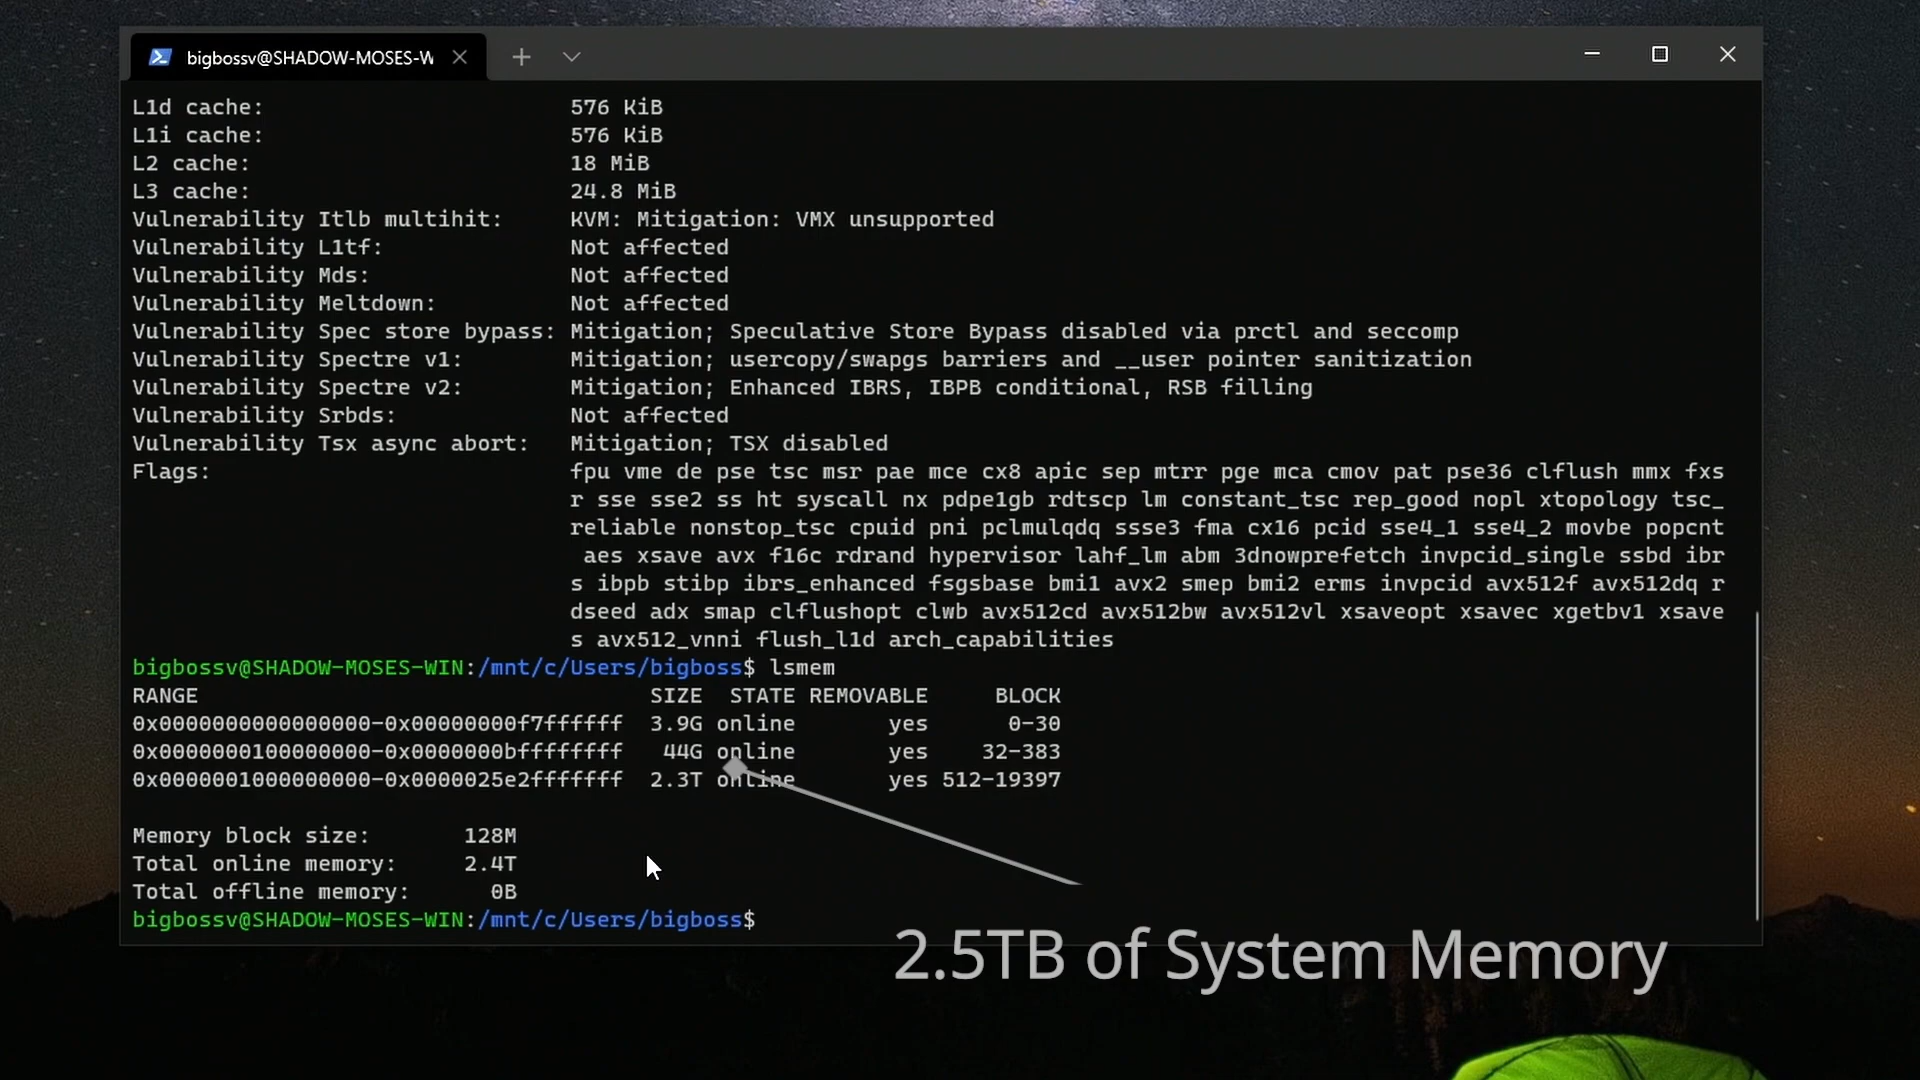 bigbossv@SHADOW-MOSES-W
L1d cache: 576 KiB
L1i cache: 576 KiB
L2 cache: 18 MiB
L3 cache: 24.8 MiB
Vulnerability Itlb multihit: KVM: Mitigation: VMX unsupported
Vulnerability L1tf: Not affected
Vulnerability Mds: Not affected
Vulnerability Meltdown: Not affected
Vulnerability Spec store bypass: Mitigation; Speculative Store Bypass disabled via prctl and seccomp
Vulnerability Spectre v1: Mitigation; usercopy/swapgs barriers and __user pointer sanitization
Vulnerability Spectre v2: Mitigation; Enhanced IBRS, IBPB conditional, RSB filling
Vulnerability Srbds: Not affected
Vulnerability Tsx async abort: Mitigation; TSX disabled
Flags: fpu vme de pse tsc msr pae mce cx8 apic sep mtrr pge mca cmov pat pse36 clflush mmx fxs
r sse sse2 ss ht syscall nx pdpe1gb rdtscp lm constant_tsc rep_good nopl xtopology tsc_
reliable nonstop_tsc cpuid pni pclmulqdq ssse3 fma cx16 pcid sse4_1 sse4_2 movbe popcnt
aes xsave avx f16c rdrand hypervisor lahf_lm abm 3dnowprefetch invpcid_single ssbd ibr
s ibpb stibp ibrs_enhanced fsgsbase bmi1 avx2 smep bmi2 erms invpcid avx512f avx512dq r
dseed adx smap clflushopt clwb avx512cd avx512bw avx512vl xsaveopt xsavec xgetbv1 xsave
s avx512_vnni flush_l1d arch_capabilities
bigbossv@SHADOW-MOSES-WIN:/mnt/c/Users/bigboss$ lsmem
RANGE SIZE STATE REMOVABLE BLOCK
0x0000000000000000-0x00000000f7ffffff 3.9G online yes 0-30
0x0000000100000000-0x0000000bffffffff 44G online yes 32-383
0x0000001000000000-0x0000025e2fffffff 2.3T online yes 512-19397
Memory block size: 128M
Total online memory: 2.4T
Total offline memory: 0B
bigbossv@SHADOW-MOSES-WIN:/mnt/c/Users/bigboss$
2.5TB of System Memory